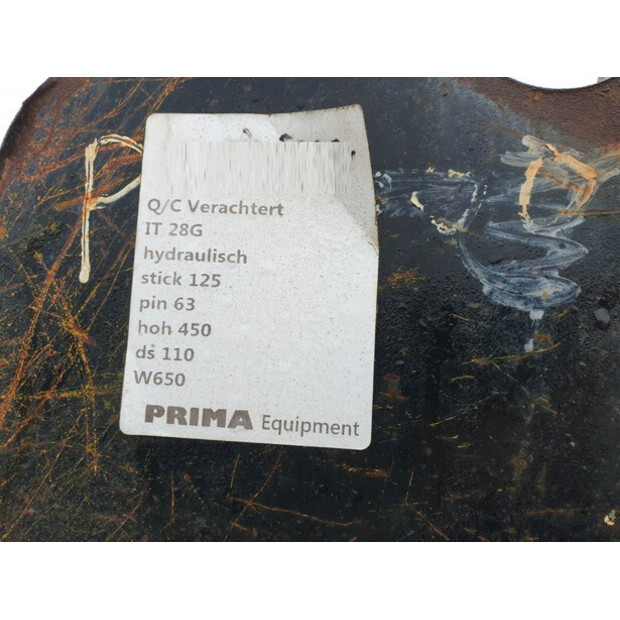 P
Q/C Verachtert
IT 28G
hydraulisch
stick 125
pin 63
hoh 450
ds 110
W650
PRIMA Equipment